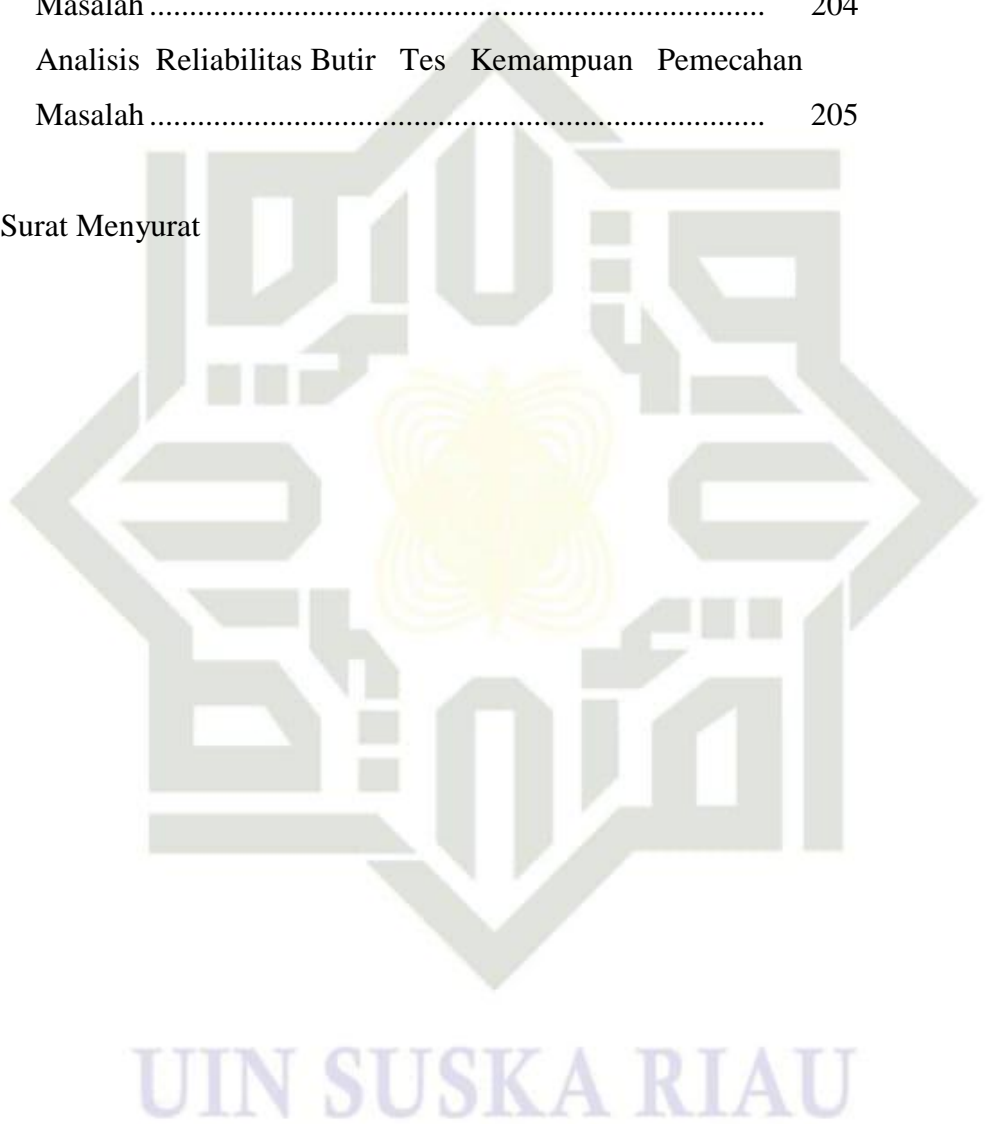 Masalah ............................................................................. 204
Analisis Reliabilitas Butir Tes Kemampuan Pemecahan
Masalah ............................................................................. 205
Surat Menyurat
UIN SUSKA RIAU